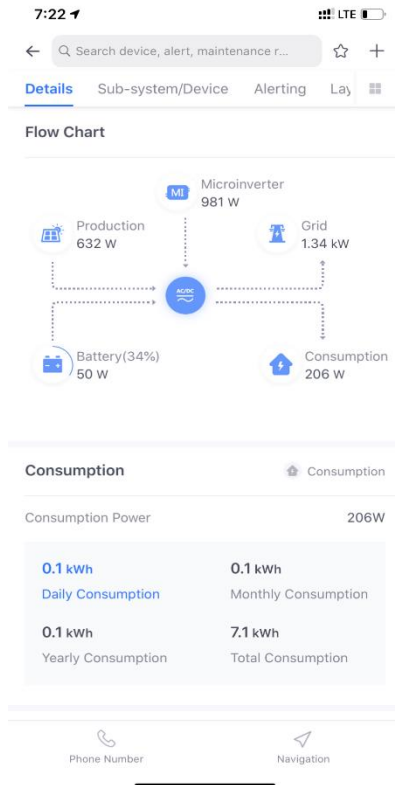 7:22
LTE
Search device, alert, maintenance r...
Details Sub-system/Device Alerting Lay
Flow Chart
MI
Microinverter
981 W
Production
632 W
Grid
1.34 kW
AC/DC
Battery(34%)
50 W
Consumption
206 W
Consumption
Consumption
Consumption Power 206W
0.1 kWh 0.1 kWh
Daily Consumption Monthly Consumption
0.1 kWh 7.1 kWh
Yearly Consumption Total Consumption
Phone Number Navigation